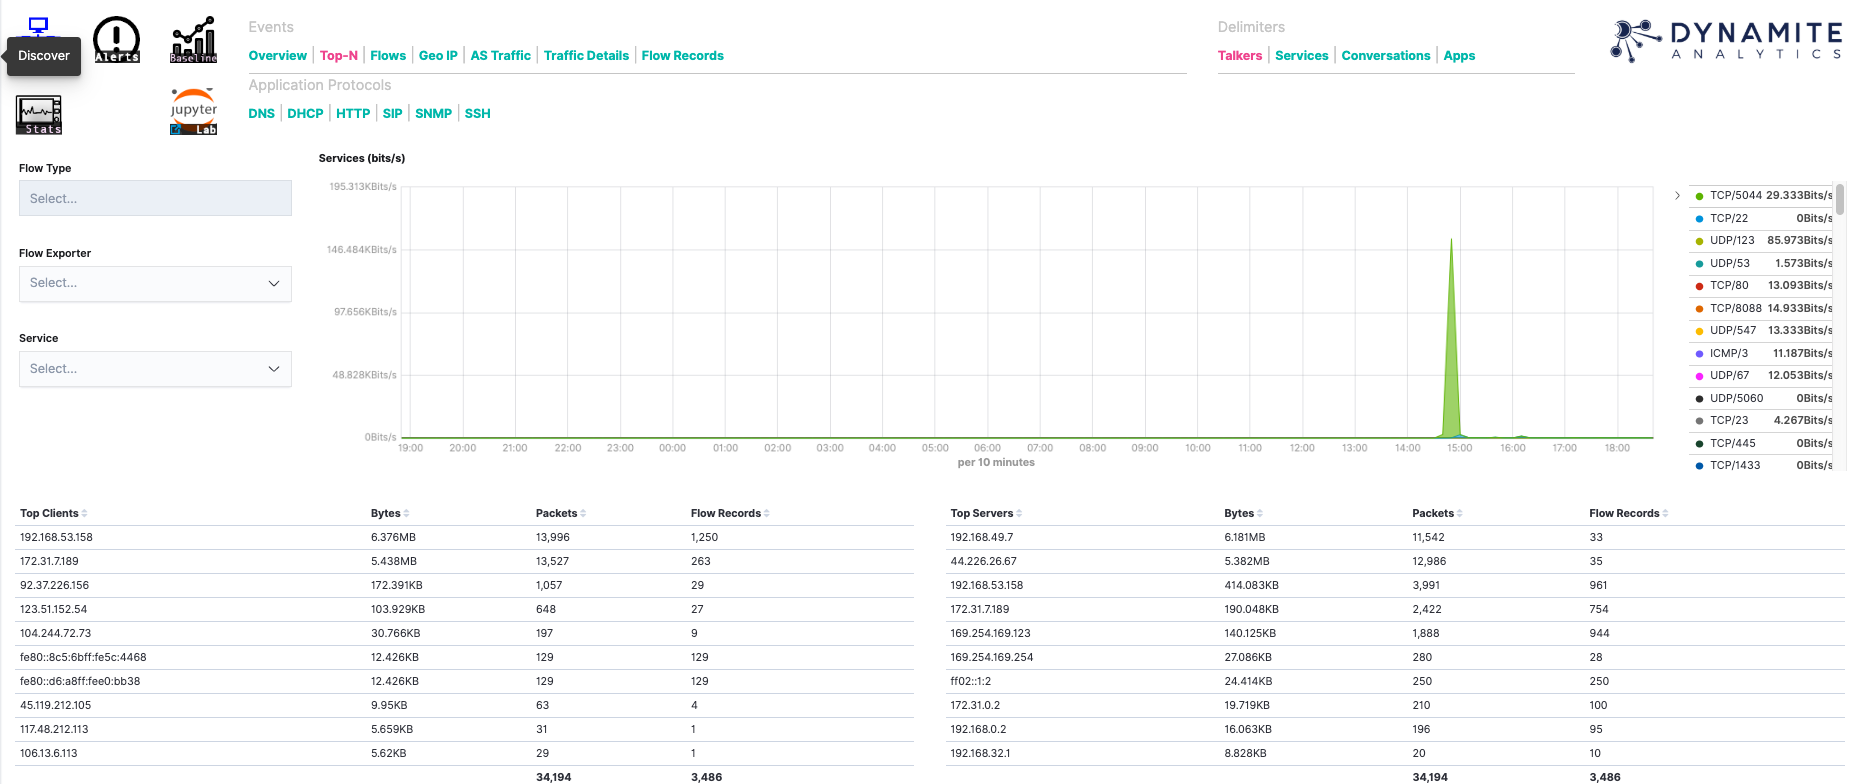 Discover
Alerts
Baseline
Stats
jupyter
Lab
Events
Overview | Top-N | Flows | Geo IP | AS Traffic | Traffic Details | Flow Records
Application Protocols
DNS | DHCP | HTTP | SIP | SNMP | SSH
Delimiters
Talkers | Services | Conversations | Apps
DYNAMITE
ANALYTICS
Flow Type
Select...
Flow Exporter
Select...
Service
Select...
Services (bits/s)
195.313KBits/s
146.484KBits/s
97.656KBits/s
48.828KBits/s
0Bits/s
19:00 20:00 21:00 22:00 23:00 00:00 01:00 02:00 03:00 04:00 05:00 06:00 07:00 08:00 09:00 10:00 11:00 12:00 13:00 14:00 15:00 16:00 17:00 18:00
per 10 minutes
TCP/5044 29.333Bits/s
TCP/22 0Bits/s
UDP/123 85.973Bits/s
UDP/53 1.573Bits/s
TCP/80 13.093Bits/s
TCP/8088 14.933Bits/s
UDP/547 13.333Bits/s
ICMP/3 11.187Bits/s
UDP/67 12.053Bits/s
UDP/5060 0Bits/s
TCP/23 4.267Bits/s
TCP/445 0Bits/s
TCP/1433 0Bits/s
Top Clients Bytes Packets Flow Records
192.168.53.158 6.376MB 13,996 1,250
172.31.7.189 5.438MB 13,527 263
92.37.226.156 172.391KB 1,057 29
123.51.152.54 103.929KB 648 27
104.244.72.73 30.766KB 197 9
fe80::8c5:6bff:fe5c:4468 12.426KB 129 129
fe80::d6:a8ff:fee0:bb38 12.426KB 129 129
45.119.212.105 9.95KB 63 4
117.48.212.113 5.659KB 31 1
106.13.6.113 5.62KB 29 1
34,194 3,486
Top Servers Bytes Packets Flow Records
192.168.49.7 6.181MB 11,542 33
44.226.26.67 5.382MB 12,986 35
192.168.53.158 414.083KB 3,991 961
172.31.7.189 190.048KB 2,422 754
169.254.169.123 140.125KB 1,888 944
169.254.169.254 27.086KB 280 28
ff02::1:2 24.414KB 250 250
172.31.0.2 19.719KB 210 100
192.168.0.2 16.063KB 196 95
192.168.32.1 8.828KB 20 10
34,194 3,486